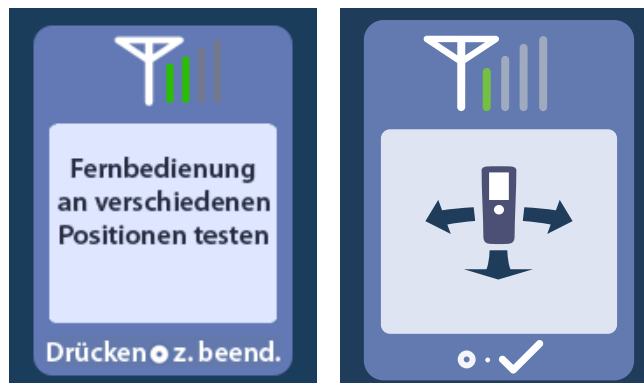 Fernbedienung
an verschiedenen
Positionen testen
Drücken z. beend.